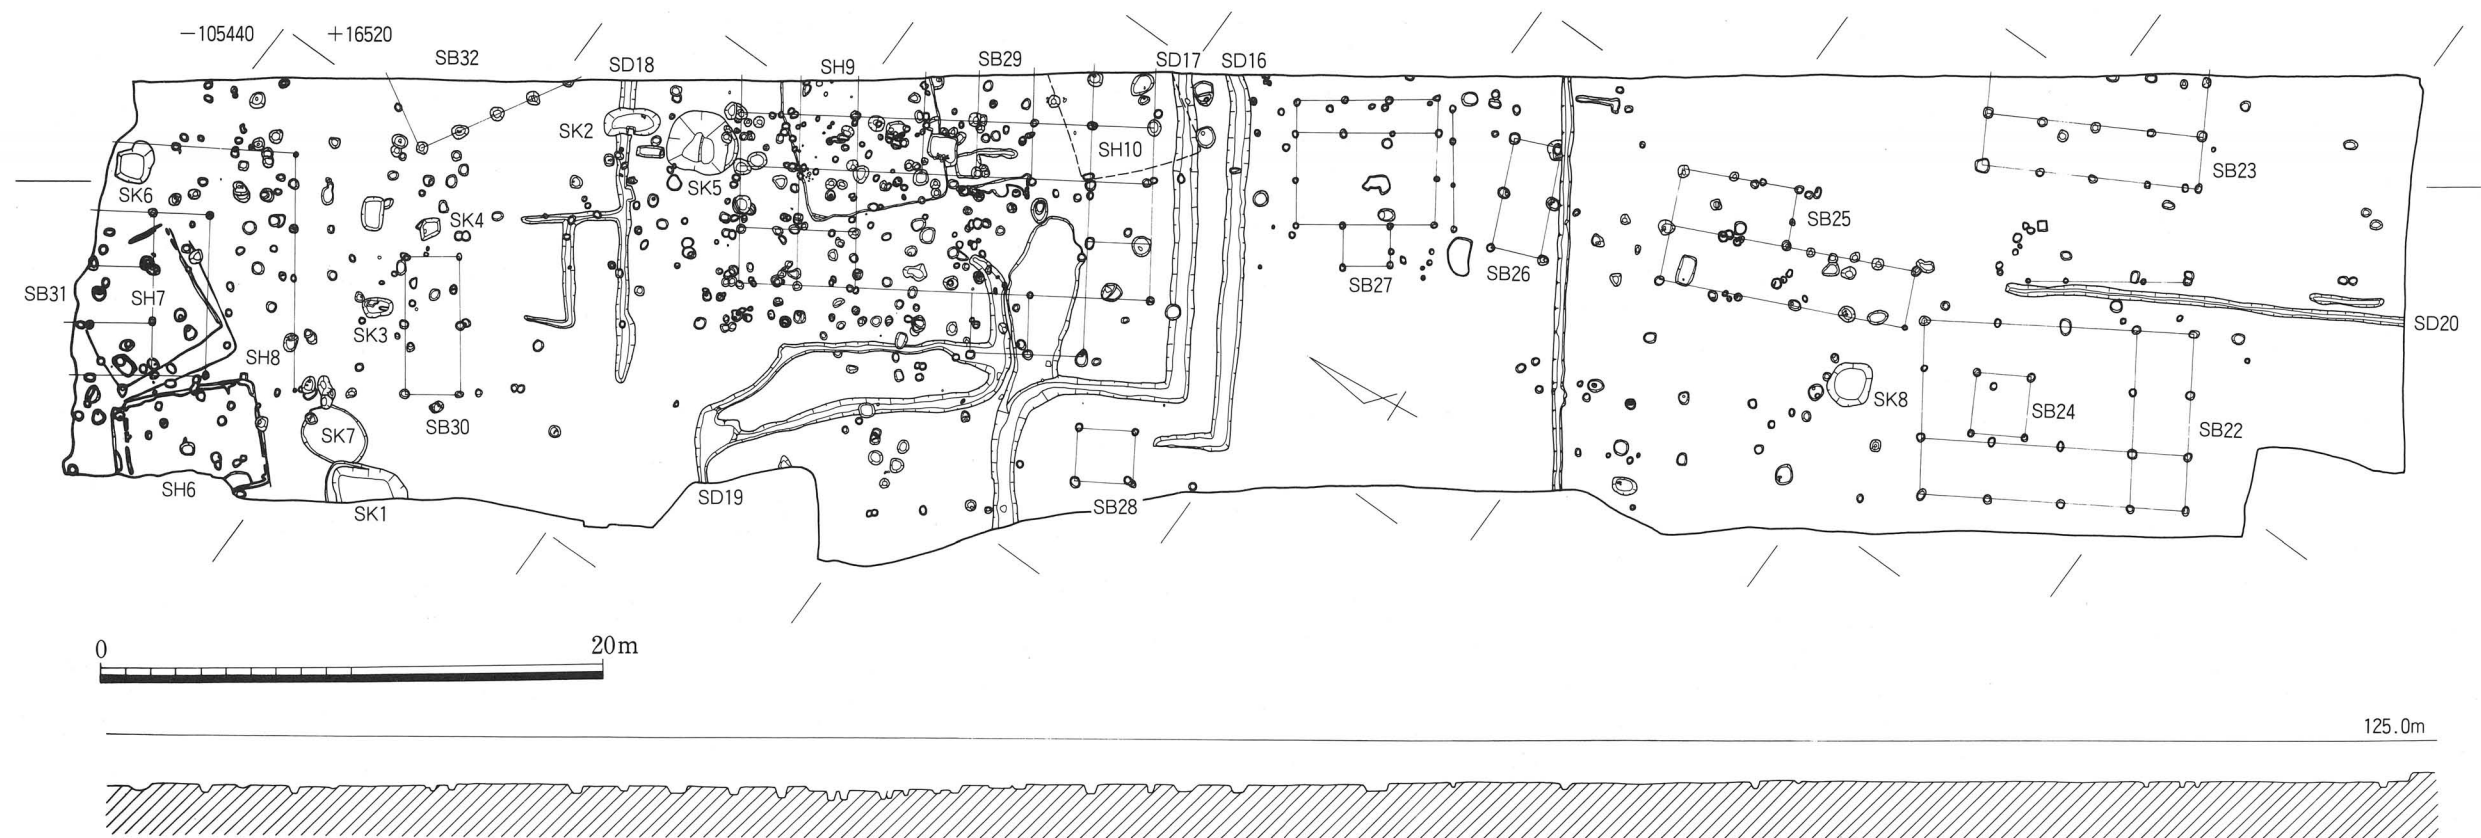 −105440
+16520
SB32
SD18
SH9
SB29
SD17
SD16
SK2
SH10
SK6
SK5
SB23
SK4
SB25
SB26
SB27
SB31
SH7
SK3
SH8
SD20
SB30
SK8
SB24
SB22
SK7
SH6
SK1
SD19
SB28
0
20m
125.0m